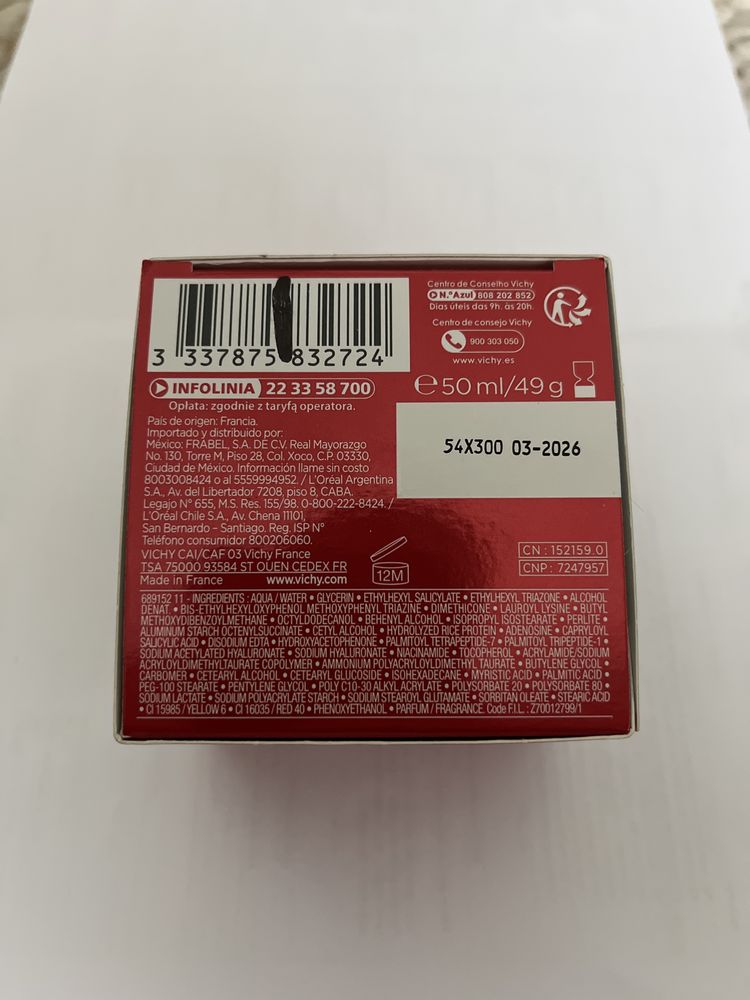 3 337875 832724
Centro de Conselho Vichy
N.º Azul 808 202 852
Dias úteis das 9h. às 20h.
Centro de consejo Vichy
900 303 050
www.vichy.es
INFOLINIA 22 33 58 700
Opłata: zgodnie z taryfą operatora.
℮ 50 ml/49 g
54X300 03-2026
País de origen: Francia.
Importado y distribuido por:
México: FRABEL, S.A. DE C.V. Real Mayorazgo
No. 130, Torre M, Piso 28, Col. Xoco, C.P. 03330,
Ciudad de México. Información llame sin costo
8003008424 o al 5559994952. / L'Oréal Argentina
S.A., Av. del Libertador 7208, piso 8, CABA.
Legajo N° 655, M.S. Res. 155/98. 0-800-222-8424. /
L'Oréal Chile S.A., Av. Chena 11101,
San Bernardo – Santiago. Reg. ISP N°
Teléfono consumidor 800206060.
VICHY CAI/CAF 03 Vichy France
TSA 75000 93584 ST OUEN CEDEX FR
Made in France www.vichy.com
12M
CN : 152159.0
CNP : 7247957
689152 11 - INGREDIENTS : AQUA / WATER • GLYCERIN • ETHYLHEXYL SALICYLATE • ETHYLHEXYL TRIAZONE • ALCOHOL
DENAT. • BIS-ETHYLHEXYLOXYPHENOL METHOXYPHENYL TRIAZINE • DIMETHICONE • LAUROYL LYSINE • BUTYL
METHOXYDIBENZOYLMETHANE • OCTYLDODECANOL • BEHENYL ALCOHOL • ISOPROPYL ISOSTEARATE • PERLITE •
ALUMINUM STARCH OCTENYLSUCCINATE • CETYL ALCOHOL • HYDROLYZED RICE PROTEIN • ADENOSINE • CAPRYLOYL
SALICYLIC ACID • DISODIUM EDTA • HYDROXYACETOPHENONE • PALMITOYL TETRAPEPTIDE-7 • PALMITOYL TRIPEPTIDE-1 •
SODIUM ACETYLATED HYALURONATE • SODIUM HYALURONATE • NIACINAMIDE • TOCOPHEROL • ACRYLAMIDE/SODIUM
ACRYLOYLDIMETHYLTAURATE COPOLYMER • AMMONIUM POLYACRYLOYLDIMETHYL TAURATE • BUTYLENE GLYCOL •
CARBOMER • CETEARYL ALCOHOL • CETEARYL GLUCOSIDE • ISOHEXADECANE • MYRISTIC ACID • PALMITIC ACID •
PEG-100 STEARATE • PENTYLENE GLYCOL • POLY C10-30 ALKYL ACRYLATE • POLYSORBATE 20 • POLYSORBATE 80 •
SODIUM LACTATE • SODIUM POLYACRYLATE STARCH • SODIUM STEAROYL GLUTAMATE • SORBITAN OLEATE • STEARIC ACID
• CI 15985 / YELLOW 6 • CI 16035 / RED 40 • PHENOXYETHANOL • PARFUM / FRAGRANCE. Code F.I.L. : Z70012799/1